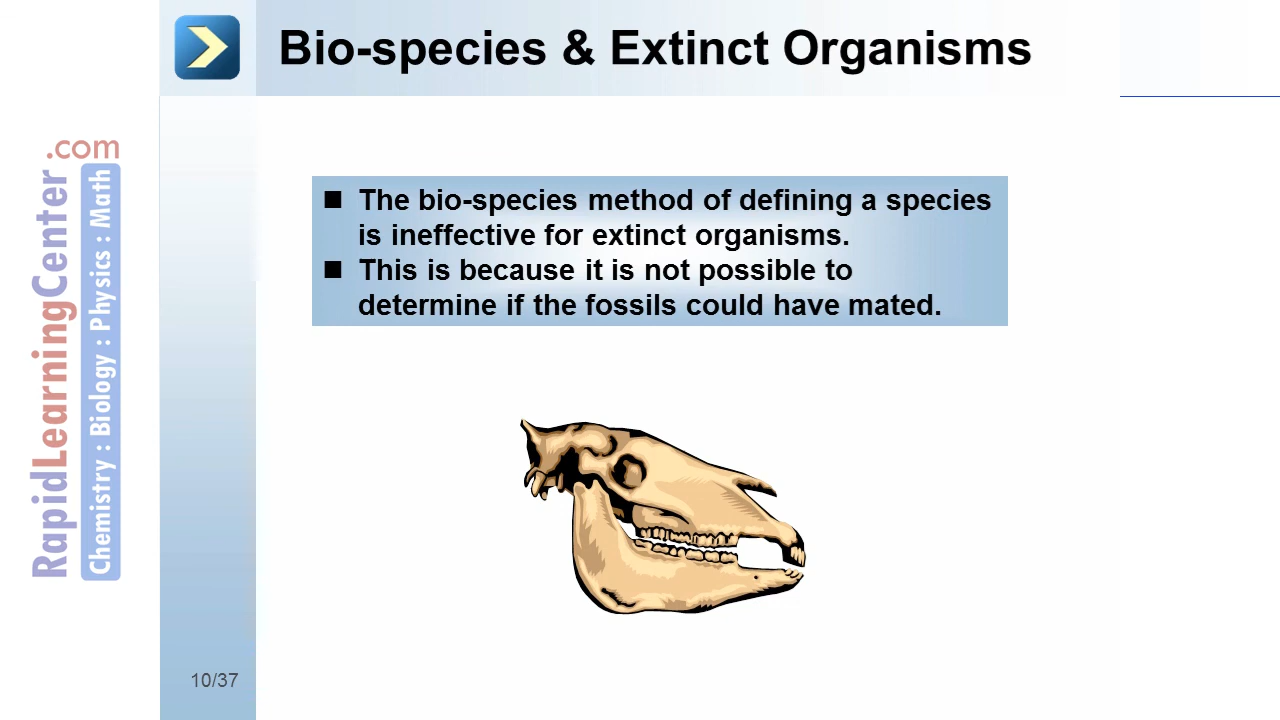 Bio-species & Extinct Organisms
RapidLearningCenter.com
Chemistry : Biology : Physics : Math
■ The bio-species method of defining a species
is ineffective for extinct organisms.
■ This is because it is not possible to
determine if the fossils could have mated.
10/37